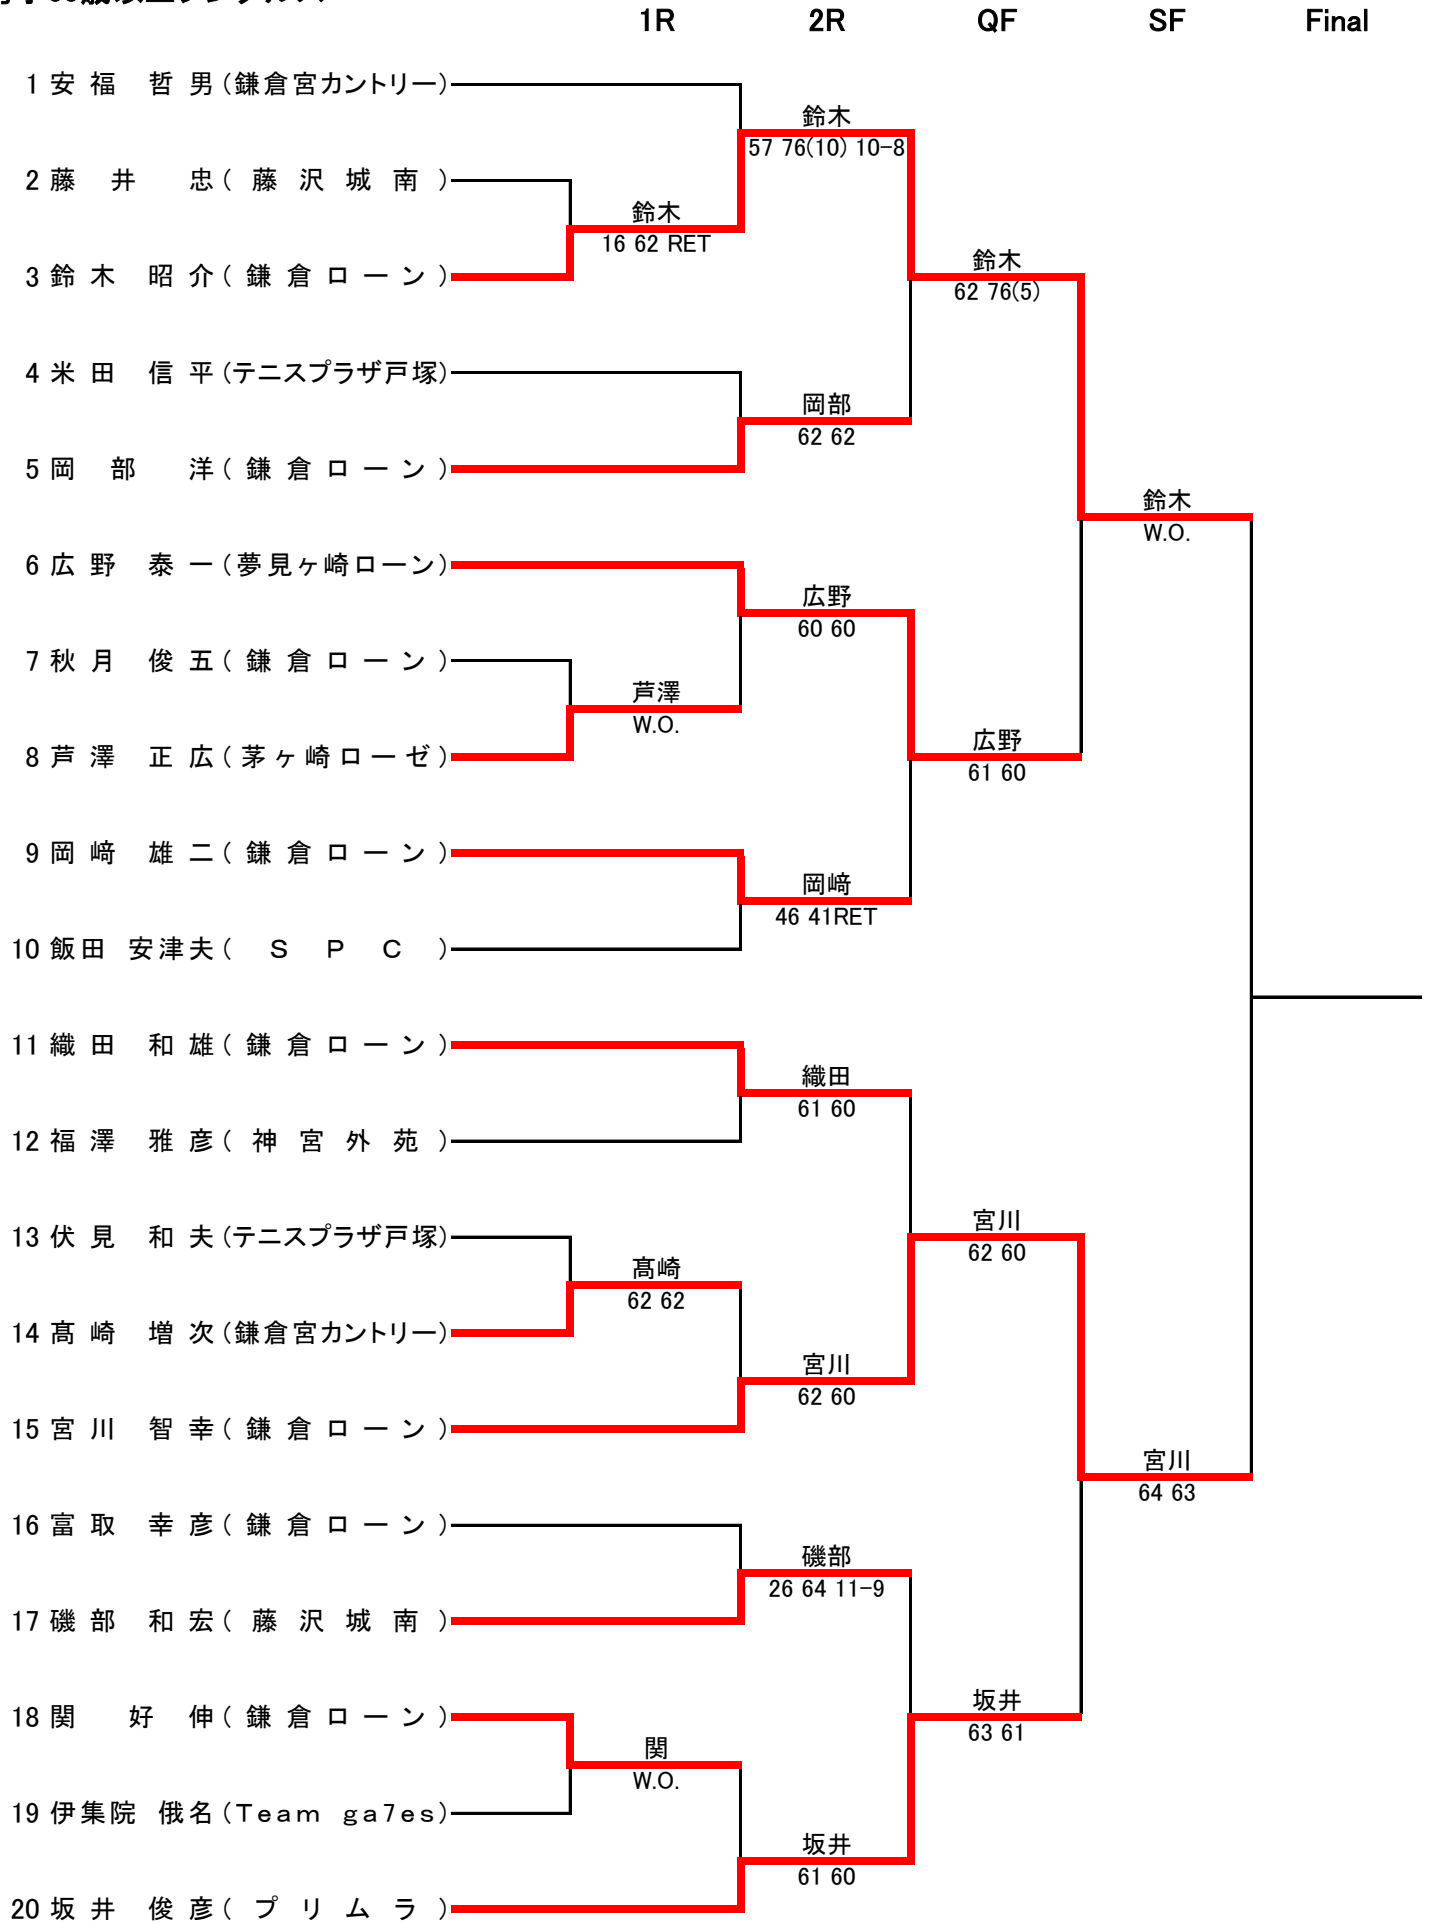 1R 2R QF SF Final
1 安福 哲男(鎌倉宮カントリー)
鈴木
57 76(10) 10-8
2 藤井 忠(藤沢城南)
鈴木
16 62 RET
3 鈴木 昭介(鎌倉ローン)
鈴木
62 76(5)
4 米田 信平(テニスプラザ戸塚)
岡部
62 62
5 岡部 洋(鎌倉ローン)
鈴木
W.O.
6 広野 泰一(夢見ヶ崎ローン)
広野
60 60
7 秋月 俊五(鎌倉ローン)
芦澤
W.O.
8 芦澤 正広(茅ヶ崎ローゼ)
広野
61 60
9 岡﨑 雄二(鎌倉ローン)
岡﨑
46 41RET
10 飯田 安津夫(SPC)
11 織田 和雄(鎌倉ローン)
織田
61 60
12 福澤 雅彦(神宮外苑)
13 伏見 和夫(テニスプラザ戸塚)
宮川
62 60
髙崎
62 62
14 髙崎 増次(鎌倉宮カントリー)
宮川
62 60
15 宮川 智幸(鎌倉ローン)
宮川
64 63
16 富取 幸彦(鎌倉ローン)
磯部
26 64 11-9
17 磯部 和宏(藤沢城南)
18 関 好伸(鎌倉ローン)
坂井
63 61
関
W.O.
19 伊集院 俄名(Team ga7es)
坂井
61 60
20 坂井 俊彦(プリムラ)